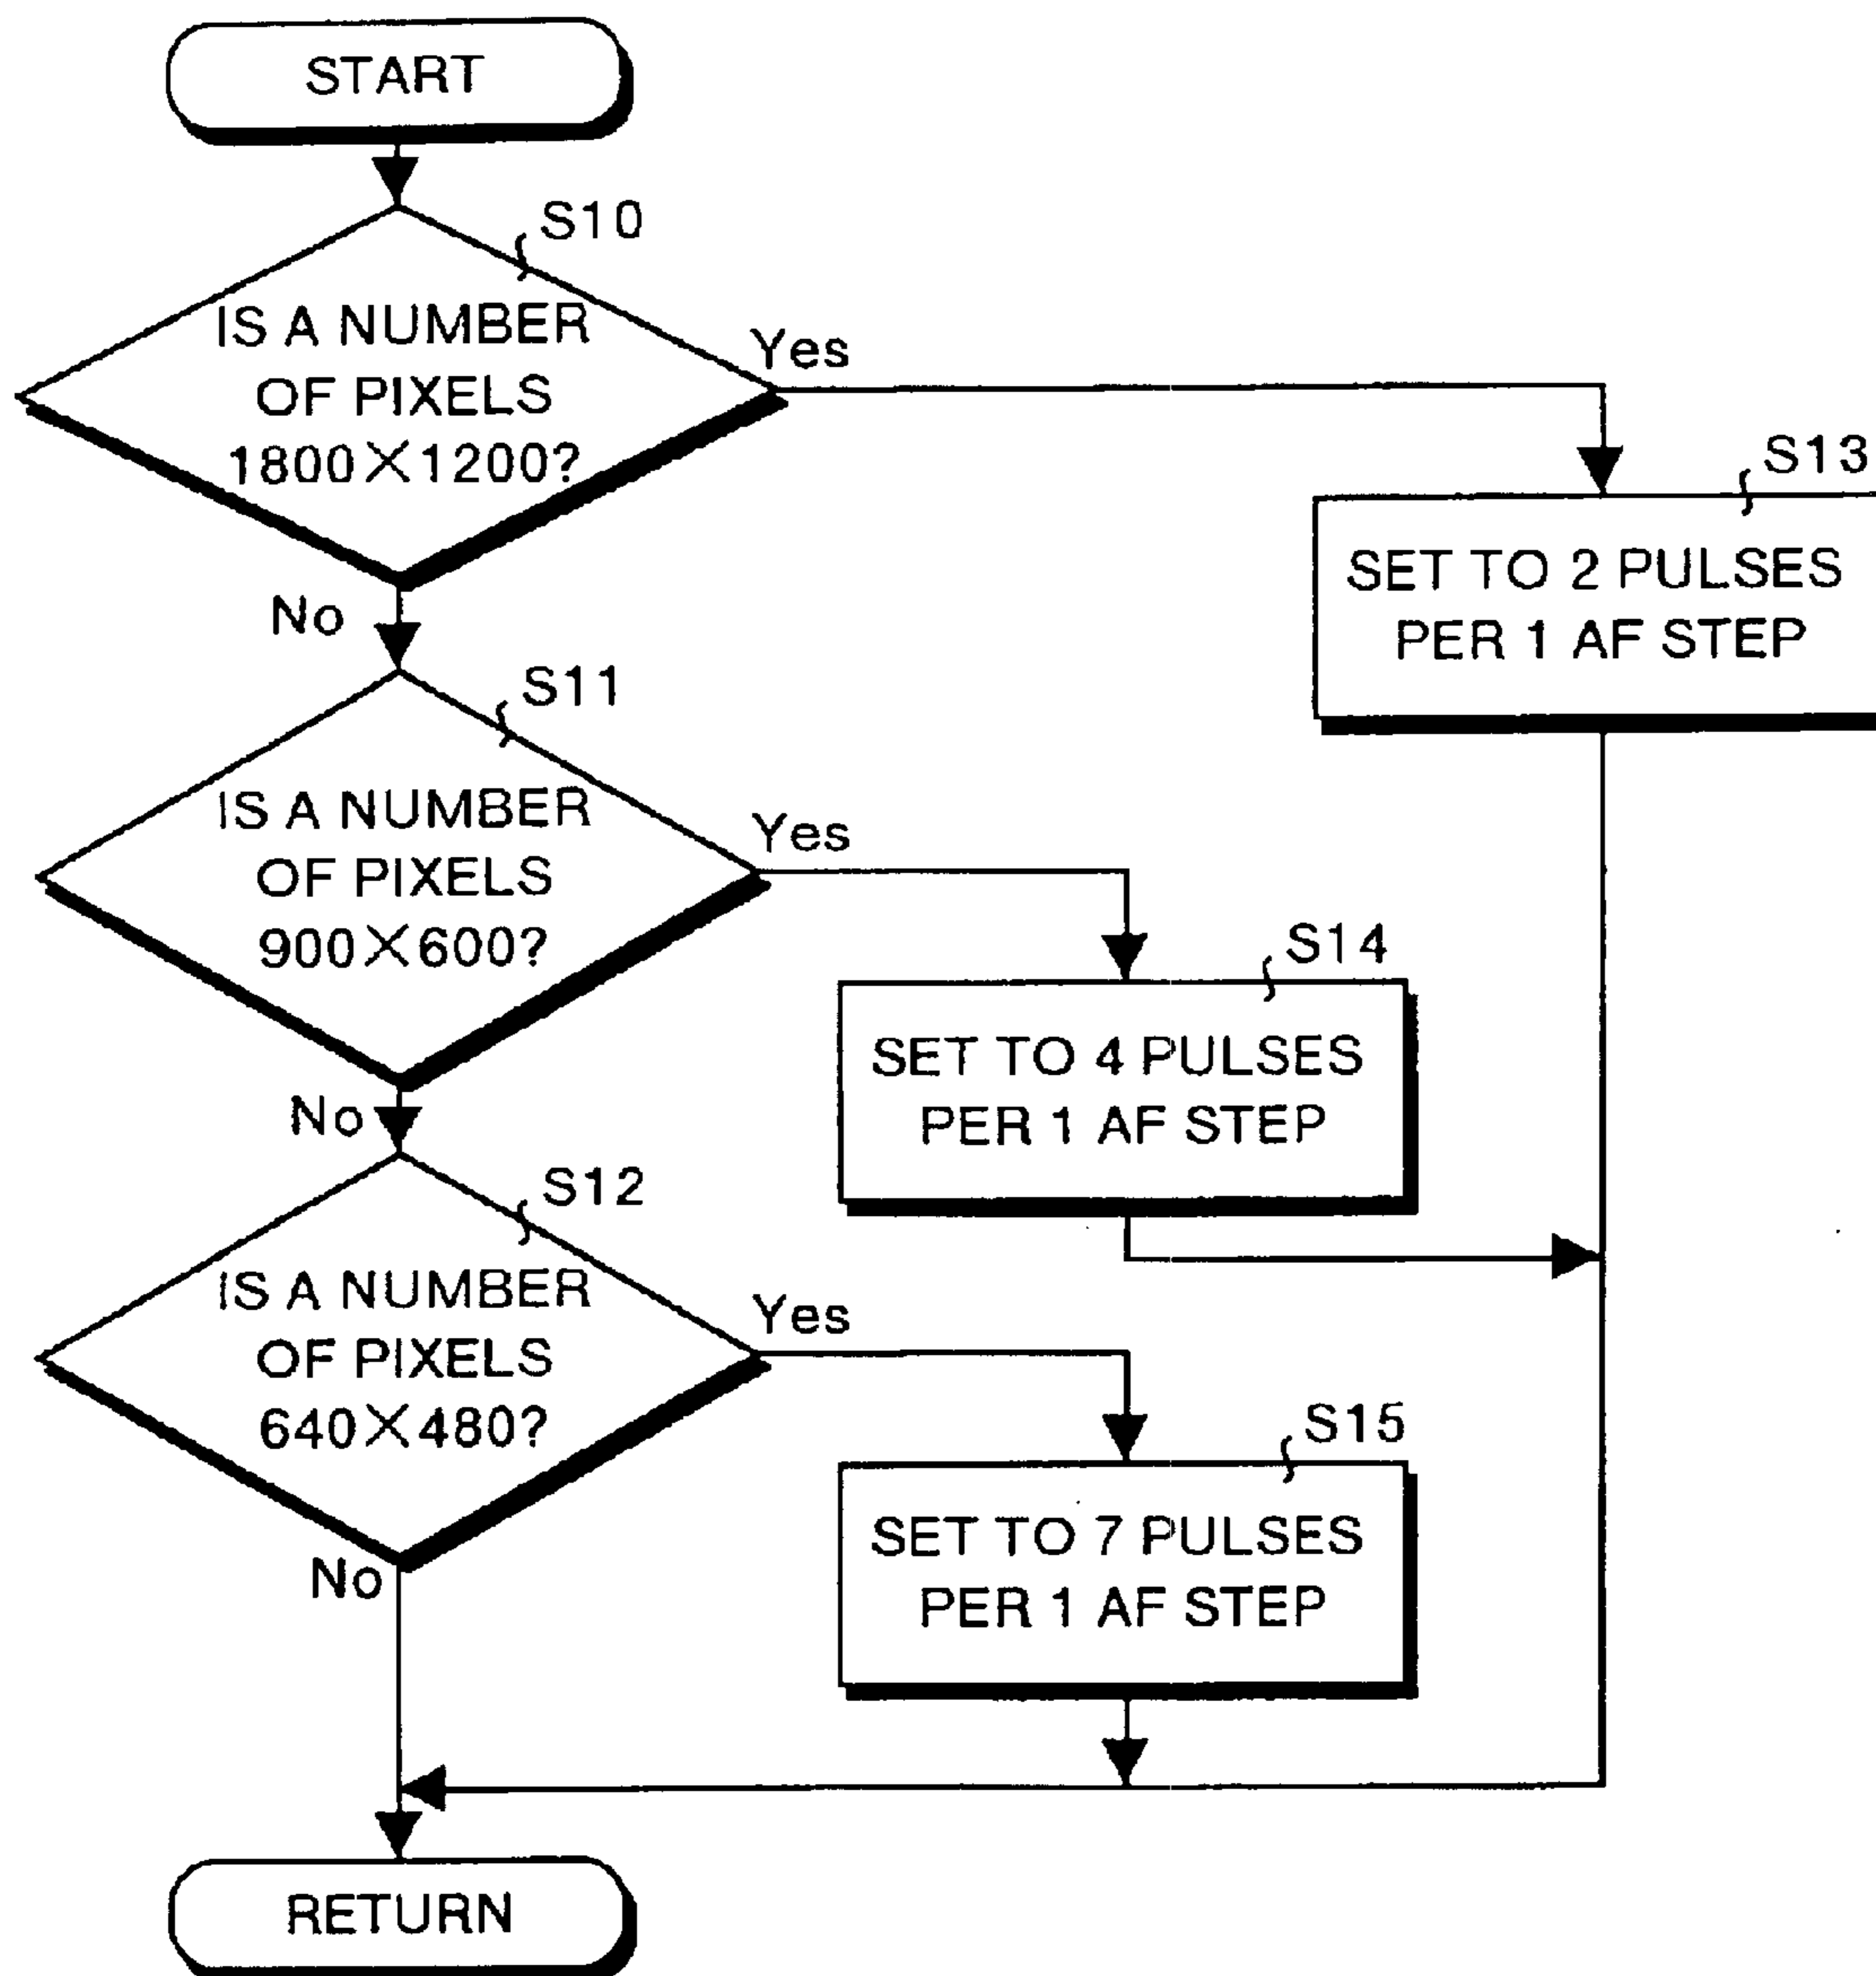 START
S10
IS A NUMBER
OF PIXELS
1800×1200?
Yes
No
S13
SET TO 2 PULSES
PER 1 AF STEP
S11
IS A NUMBER
OF PIXELS
900×600?
Yes
No
S14
SET TO 4 PULSES
PER 1 AF STEP
S12
IS A NUMBER
OF PIXELS
640×480?
Yes
No
S15
SET TO 7 PULSES
PER 1 AF STEP
RETURN